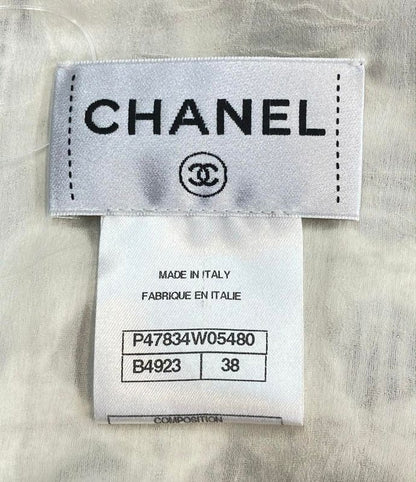 CHANEL
MADE IN ITALY
FABRIQUE EN ITALIE
P47834W05480
B4923 38
COMPOSITION